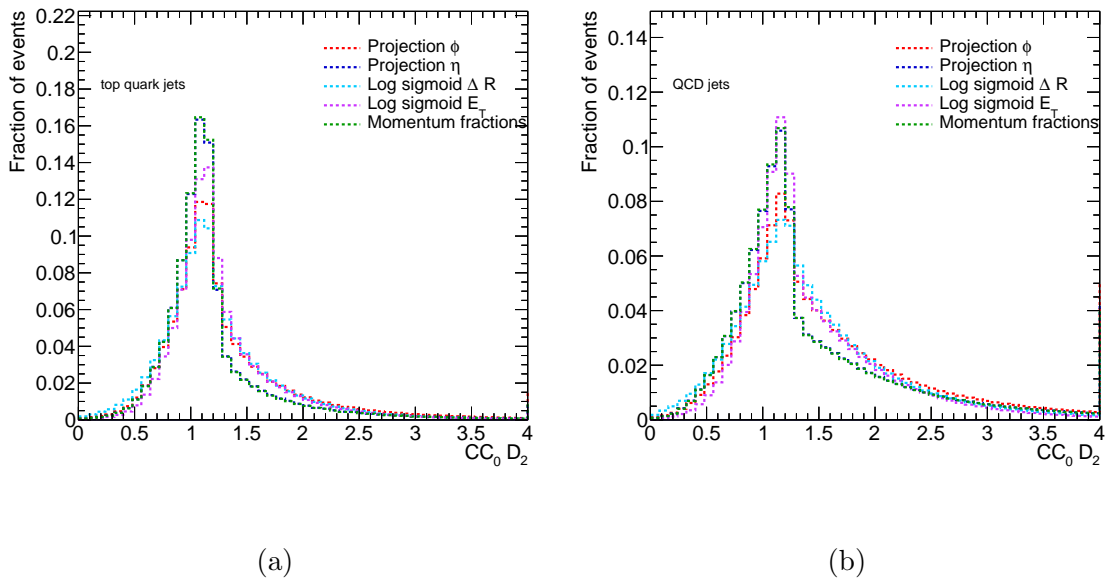 Fraction of events
0.22
0.2
0.18
0.16
0.14
0.12
0.1
0.08
0.06
0.04
0.02
0
top quark jets
Projection ϕ
Projection η
Log sigmoid Δ R
Log sigmoid E_T
Momentum fractions
0 0.5 1 1.5 2 2.5 3 3.5 4
CC₀ D₂
(a)
Fraction of events
0.14
0.12
0.1
0.08
0.06
0.04
0.02
0
QCD jets
Projection ϕ
Projection η
Log sigmoid Δ R
Log sigmoid E_T
Momentum fractions
0 0.5 1 1.5 2 2.5 3 3.5 4
CC₀ D₂
(b)